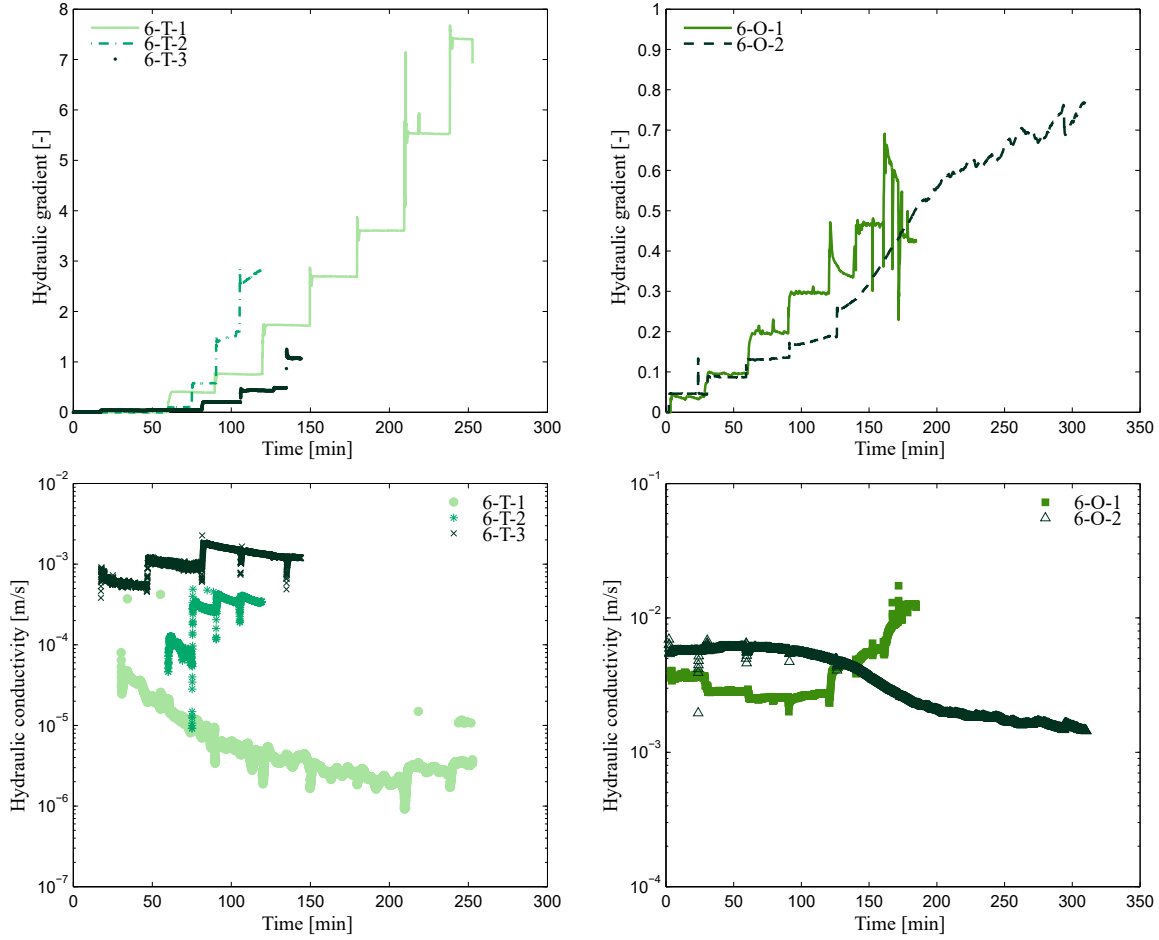 8
7
6
5
4
3
2
1
0
Hydraulic gradient [-]
6-T-1
6-T-2
6-T-3
0 50 100 150 200 250 300
Time [min]
1
0.9
0.8
0.7
0.6
0.5
0.4
0.3
0.2
0.1
0
Hydraulic gradient [-]
6-O-1
6-O-2
0 50 100 150 200 250 300 350
Time [min]
10⁻²
10⁻³
10⁻⁴
10⁻⁵
10⁻⁶
10⁻⁷
Hydraulic conductivity [m/s]
6-T-1
6-T-2
6-T-3
0 50 100 150 200 250 300
Time [min]
10⁻¹
10⁻²
10⁻³
10⁻⁴
Hydraulic conductivity [m/s]
6-O-1
6-O-2
0 50 100 150 200 250 300 350
Time [min]